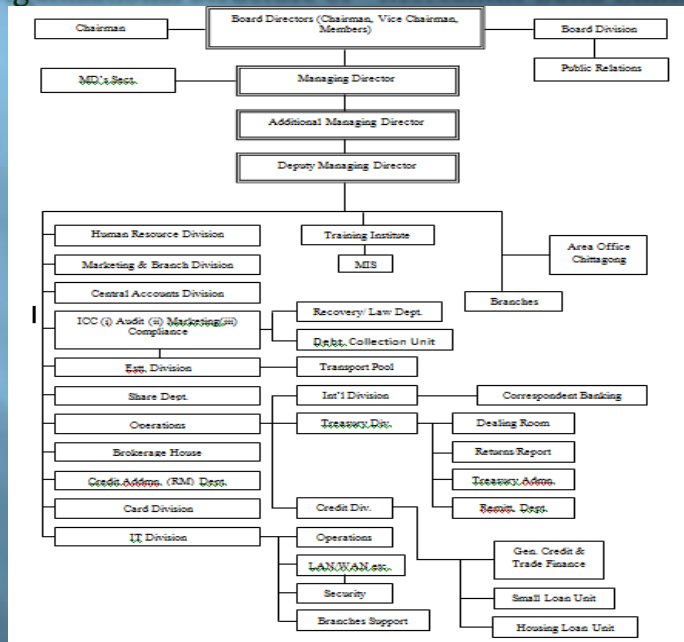 Chairman
Board Directors (Chairman, Vice Chairman,
Members)
Board Division
Public Relations
MD's Sect.
Managing Director
Additional Managing Director
Deputy Managing Director
Human Resource Division
Training Institute
Area Office
Chittagong
Marketing & Branch Division
MIS
Central Accounts Division
Branches
ICC (i) Audit (ii) Marketing(iii)
Compliance
Recovery/ Law Dept.
Debt. Collection Unit
Estt. Division
Transport Pool
Share Dept.
Int'l Division
Correspondent Banking
Operations
Treasury Div.
Dealing Room
Brokerage House
Returns/Report
Credit Admn. (RM) Dept.
Treasury Admn.
Card Division
Credit Div.
Remitt. Dept.
IT Division
Operations
Gen. Credit &
Trade Finance
LAN/WAN etc.
Security
Small Loan Unit
Branches Support
Housing Loan Unit